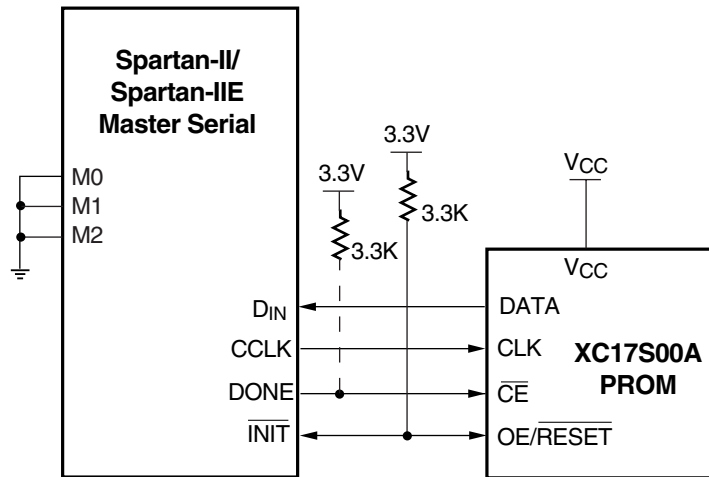 Spartan-II/
Spartan-IIE
Master Serial
M0
M1
M2
3.3V
3.3K
3.3V
3.3K
VCC
VCC
DIN
CCLK
DONE
INIT
DATA
CLK
CE
OE/RESET
XC17S00A
PROM